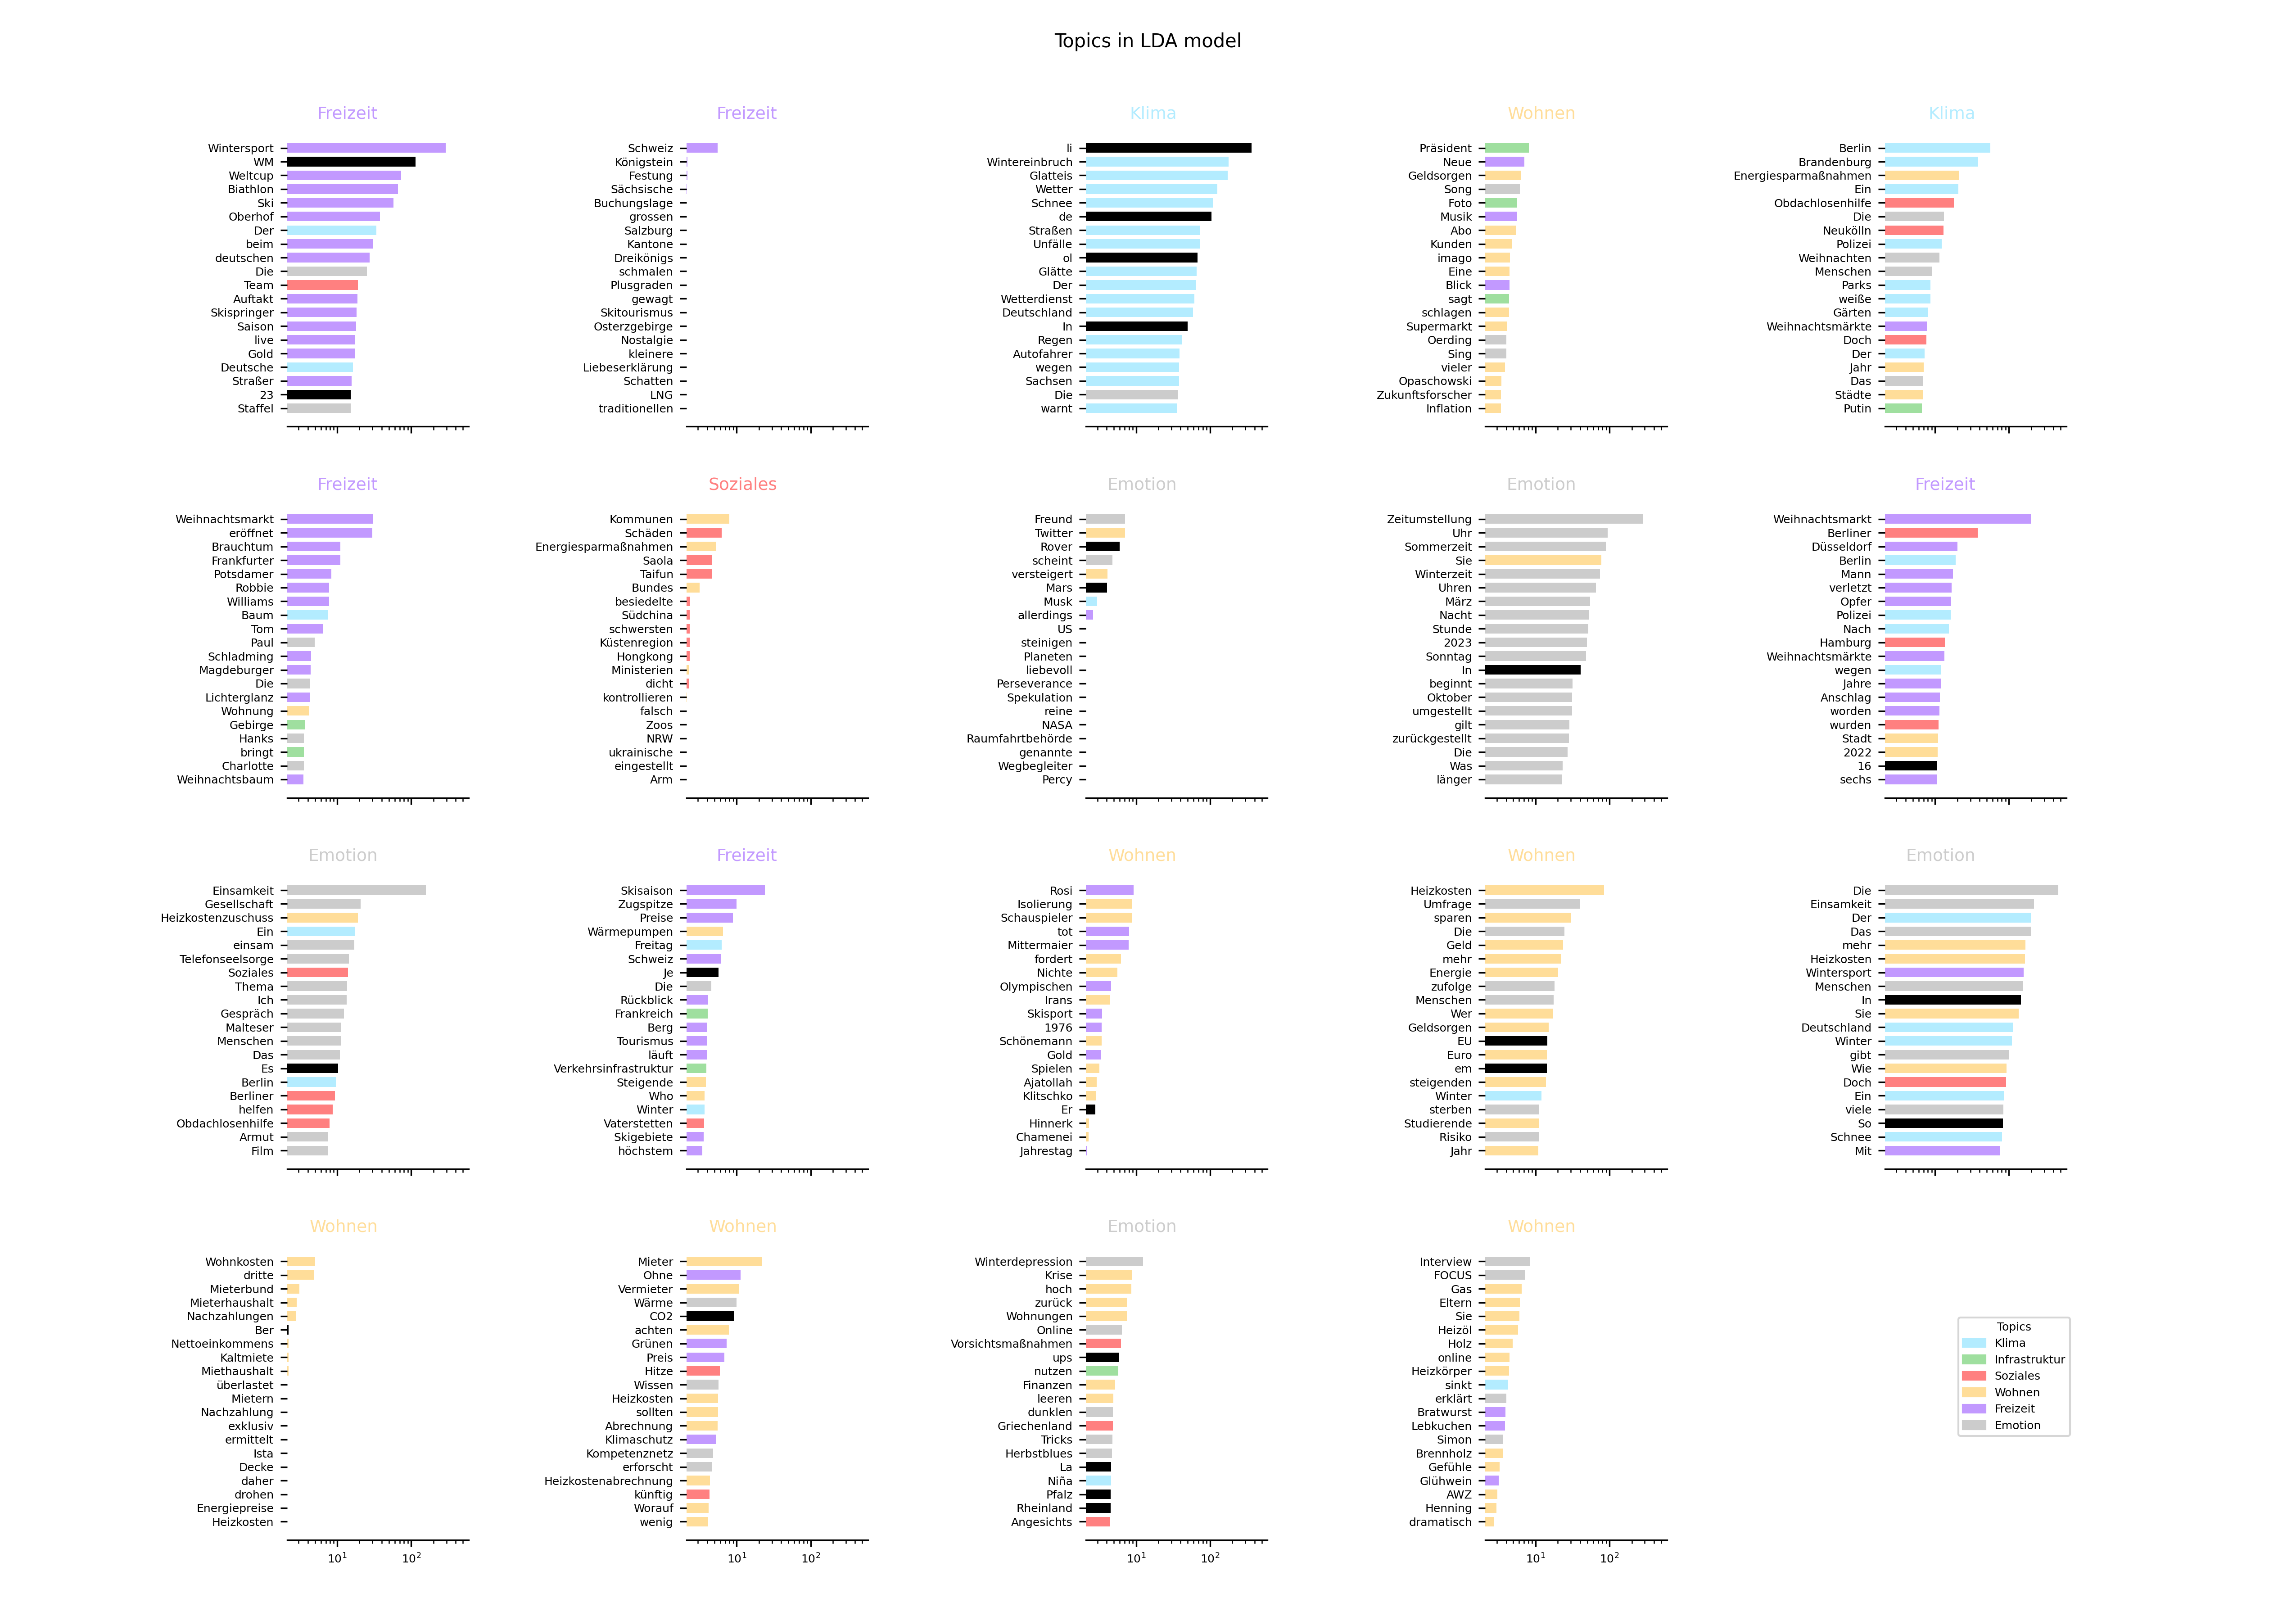 Topics in LDA model
Freizeit
Wintersport
WM
Weltcup
Biathlon
Ski
Oberhof
Der
beim
deutschen
Die
Team
Auftakt
Skispringer
Saison
live
Gold
Deutsche
Straßer
23
Staffel
Freizeit
Schweiz
Königstein
Festung
Sächsische
Buchungslage
grossen
Salzburg
Kantone
Dreikönigs
schmalen
Plusgraden
gewagt
Skitourismus
Osterzgebirge
Nostalgie
kleinere
Liebeserklärung
Schatten
LNG
traditionellen
Klima
li
Wintereinbruch
Glatteis
Wetter
Schnee
de
Straßen
Unfälle
ol
Glätte
Der
Wetterdienst
Deutschland
In
Regen
Autofahrer
wegen
Sachsen
Die
warnt
Wohnen
Präsident
Neue
Geldsorgen
Song
Foto
Musik
Abo
Kunden
imago
Eine
Blick
sagt
schlagen
Supermarkt
Oerding
Sing
vieler
Opaschowski
Zukunftsforscher
Inflation
Klima
Berlin
Brandenburg
Energiesparmaßnahmen
Ein
Obdachlosenhilfe
Die
Neukölln
Polizei
Weihnachten
Menschen
Parks
weiße
Gärten
Weihnachtsmärkte
Doch
Der
Jahr
Das
Städte
Putin
Freizeit
Weihnachtsmarkt
eröffnet
Brauchtum
Frankfurter
Potsdamer
Robbie
Williams
Baum
Tom
Paul
Schladming
Magdeburger
Die
Lichterglanz
Wohnung
Gebirge
Hanks
bringt
Charlotte
Weihnachtsbaum
Soziales
Kommunen
Schäden
Energiesparmaßnahmen
Saola
Taifun
Bundes
besiedelte
Südchina
schwersten
Küstenregion
Hongkong
Ministerien
dicht
kontrollieren
falsch
Zoos
NRW
ukrainische
eingestellt
Arm
Emotion
Freund
Twitter
Rover
scheint
versteigert
Mars
Musk
allerdings
US
steinigen
Planeten
liebevoll
Perseverance
Spekulation
reine
NASA
Raumfahrtbehörde
genannte
Wegbegleiter
Percy
Emotion
Zeitumstellung
Uhr
Sommerzeit
Sie
Winterzeit
Uhren
März
Nacht
Stunde
2023
Sonntag
In
beginnt
Oktober
umgestellt
gilt
zurückgestellt
Die
Was
länger
Freizeit
Weihnachtsmarkt
Berliner
Düsseldorf
Berlin
Mann
verletzt
Opfer
Polizei
Nach
Hamburg
Weihnachtsmärkte
wegen
Jahre
Anschlag
worden
wurden
Stadt
2022
16
sechs
Emotion
Einsamkeit
Gesellschaft
Heizkostenzuschuss
Ein
einsam
Telefonseelsorge
Soziales
Thema
Ich
Gespräch
Malteser
Menschen
Das
Es
Berlin
Berliner
helfen
Obdachlosenhilfe
Armut
Film
Freizeit
Skisaison
Zugspitze
Preise
Wärmepumpen
Freitag
Schweiz
Je
Die
Rückblick
Frankreich
Berg
Tourismus
läuft
Verkehrsinfrastruktur
Steigende
Who
Winter
Vaterstetten
Skigebiete
höchstem
Wohnen
Rosi
Isolierung
Schauspieler
tot
Mittermaier
fordert
Nichte
Olympischen
Irans
Skisport
1976
Schönemann
Gold
Spielen
Ajatollah
Klitschko
Er
Hinnerk
Chamenei
Jahrestag
Wohnen
Heizkosten
Umfrage
sparen
Die
Geld
mehr
Energie
zufolge
Menschen
Wer
Geldsorgen
EU
Euro
em
steigenden
Winter
sterben
Studierende
Risiko
Jahr
Emotion
Die
Einsamkeit
Der
Das
mehr
Heizkosten
Wintersport
Menschen
In
Sie
Deutschland
Winter
gibt
Wie
Doch
Ein
viele
So
Schnee
Mit
Wohnen
Wohnkosten
dritte
Mieterbund
Mieterhaushalt
Nachzahlungen
Ber
Nettoeinkommens
Kaltmiete
Miethaushalt
überlastet
Mietern
Nachzahlung
exklusiv
ermittelt
Ista
Decke
daher
drohen
Energiepreise
Heizkosten
10¹ 10²
Wohnen
Mieter
Ohne
Vermieter
Wärme
CO2
achten
Grünen
Preis
Hitze
Wissen
Heizkosten
sollten
Abrechnung
Klimaschutz
Kompetenznetz
erforscht
Heizkostenabrechnung
künftig
Worauf
wenig
10¹ 10²
Emotion
Winterdepression
Krise
hoch
zurück
Wohnungen
Online
Vorsichtsmaßnahmen
ups
nutzen
Finanzen
leeren
dunklen
Griechenland
Tricks
Herbstblues
La
Niña
Pfalz
Rheinland
Angesichts
10¹ 10²
Wohnen
Interview
FOCUS
Gas
Eltern
Sie
Heizöl
Holz
online
Heizkörper
sinkt
erklärt
Bratwurst
Lebkuchen
Simon
Brennholz
Gefühle
Glühwein
AWZ
Henning
dramatisch
10¹ 10²
Topics
Klima
Infrastruktur
Soziales
Wohnen
Freizeit
Emotion